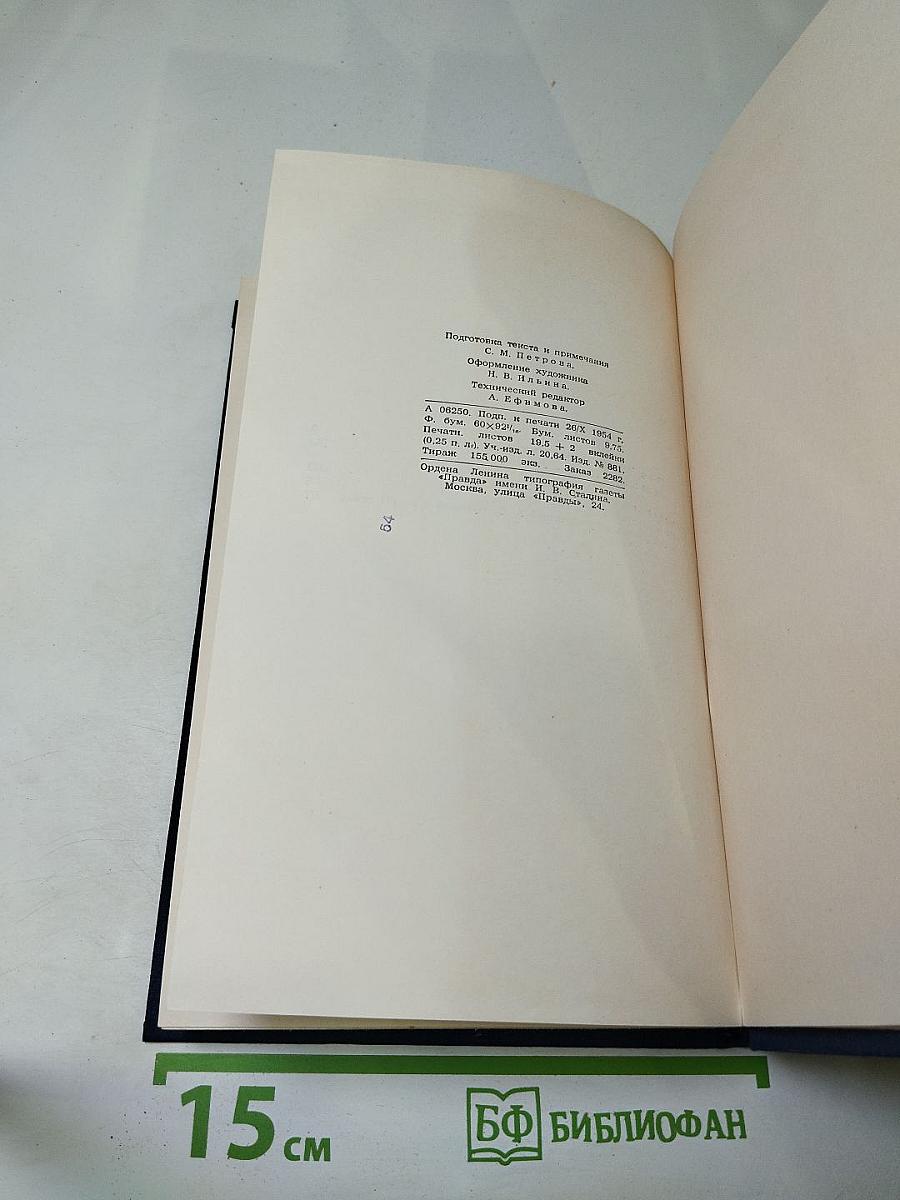 Подготовка текста и примечания
С. М. Петрова.
Оформление художника
Н. В. Ильина.
Технический редактор
А. Ефимова.
А 06250. Подп. к печати 26/X 1954 г.
Ф. бум. 60×92¹/₁₆. Бум. листов 9,75.
Печатн. листов 19,5 + 2 вклейки
(0,25 п. л.). Уч.-изд. л. 20,64. Изд. № 881.
Тираж 155.000 экз. Заказ 2282.
Ордена Ленина типография газеты
«Правда» имени И. В. Сталина.
Москва, улица «Правды», 24.
54
15 см
БФ БИБЛИОФАН